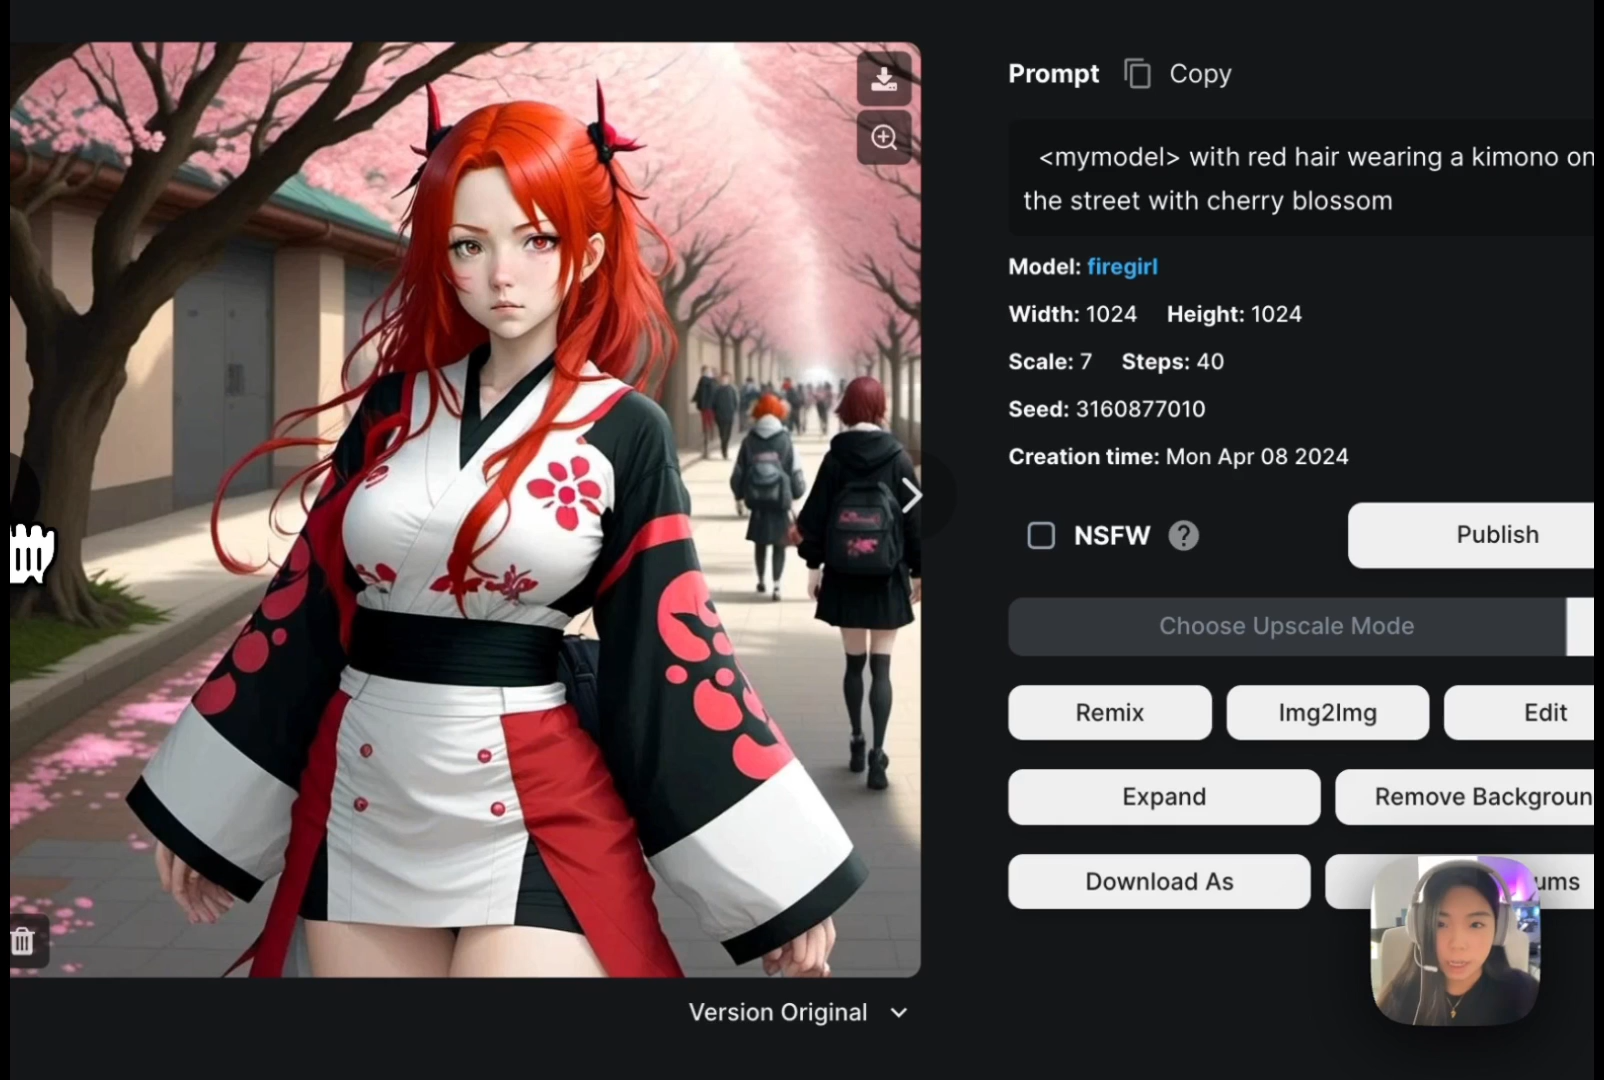 Prompt Copy
<mymodel> with red hair wearing a kimono on
the street with cherry blossom
Model: firegirl
Width: 1024 Height: 1024
Scale: 7 Steps: 40
Seed: 3160877010
Creation time: Mon Apr 08 2024
NSFW ?
Publish
Choose Upscale Mode
Remix Img2Img Edit
Expand Remove Backgroun
Download As ums
Version Original